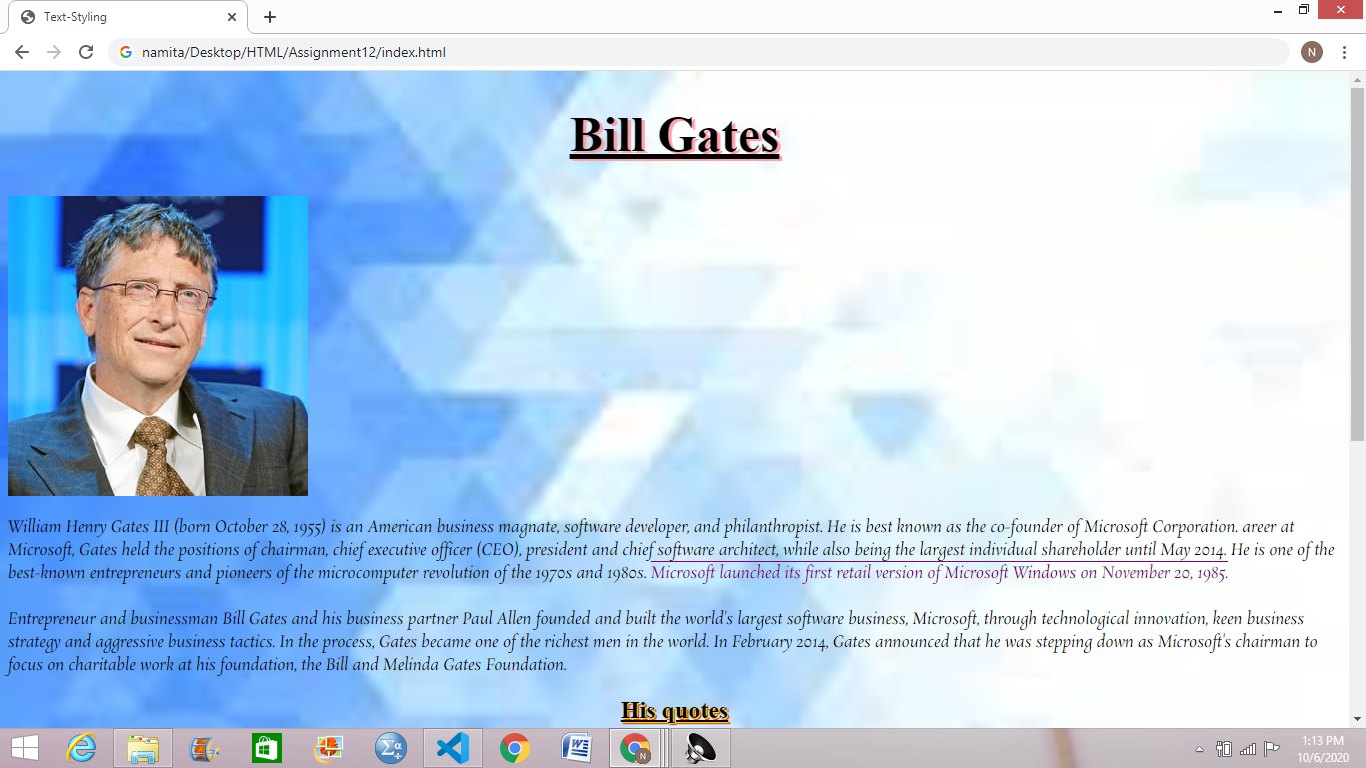 Text-Styling
namita/Desktop/HTML/Assignment12/index.html
N
Bill Gates
William Henry Gates III (born October 28, 1955) is an American business magnate, software developer, and philanthropist. He is best known as the co-founder of Microsoft Corporation. areer at
Microsoft, Gates held the positions of chairman, chief executive officer (CEO), president and chief software architect, while also being the largest individual shareholder until May 2014. He is one of the
best-known entrepreneurs and pioneers of the microcomputer revolution of the 1970s and 1980s. Microsoft launched its first retail version of Microsoft Windows on November 20, 1985.
Entrepreneur and businessman Bill Gates and his business partner Paul Allen founded and built the world's largest software business, Microsoft, through technological innovation, keen business
strategy and aggressive business tactics. In the process, Gates became one of the richest men in the world. In February 2014, Gates announced that he was stepping down as Microsoft's chairman to
focus on charitable work at his foundation, the Bill and Melinda Gates Foundation.
His quotes
Σα
N
1:13 PM
10/6/2020